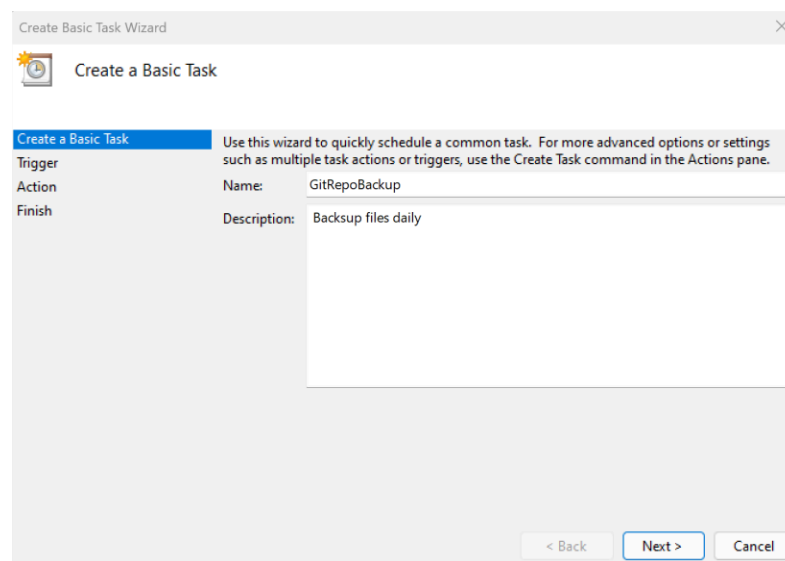 Create Basic Task Wizard
Create a Basic Task
Create a Basic Task
Trigger
Action
Finish
Use this wizard to quickly schedule a common task. For more advanced options or settings
such as multiple task actions or triggers, use the Create Task command in the Actions pane.
Name: GitRepoBackup
Description: Backsup files daily
< Back Next > Cancel